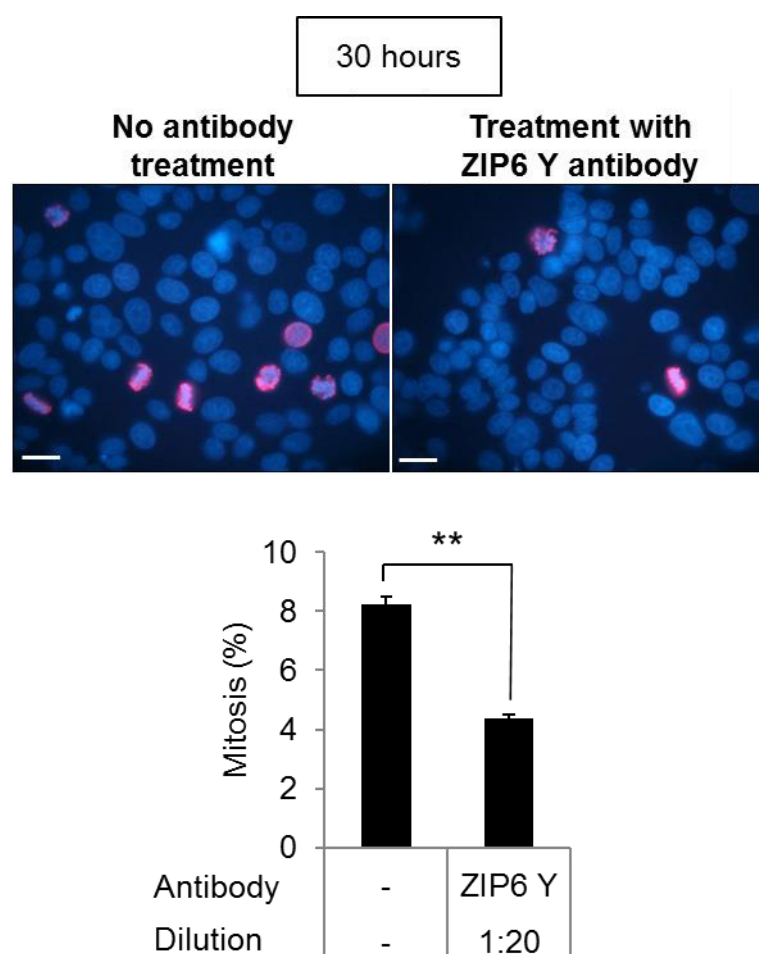 30 hours
No antibody
treatment
Treatment with
ZIP6 Y antibody
**
10
8
6
4
2
0
Mitosis (%)
Antibody - ZIP6 Y
Dilution - 1:20